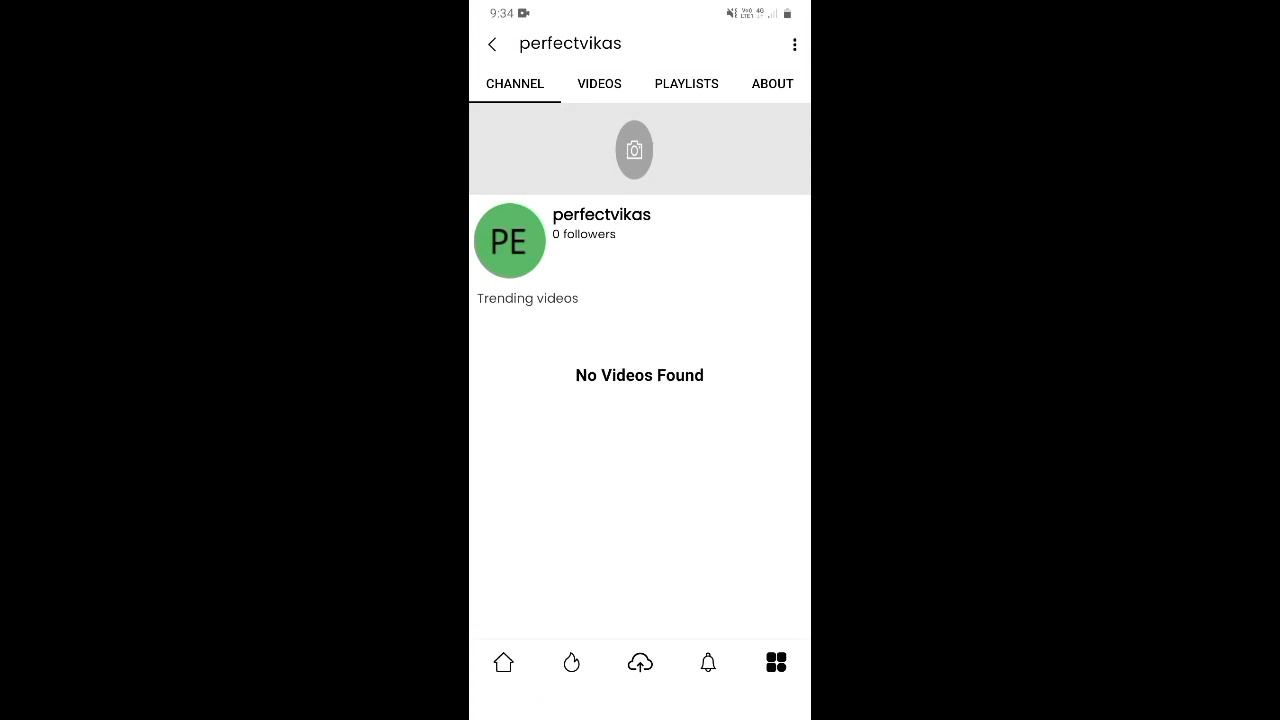 9:34
perfectvikas
CHANNEL VIDEOS PLAYLISTS ABOUT
PE
perfectvikas
0 followers
Trending videos
No Videos Found